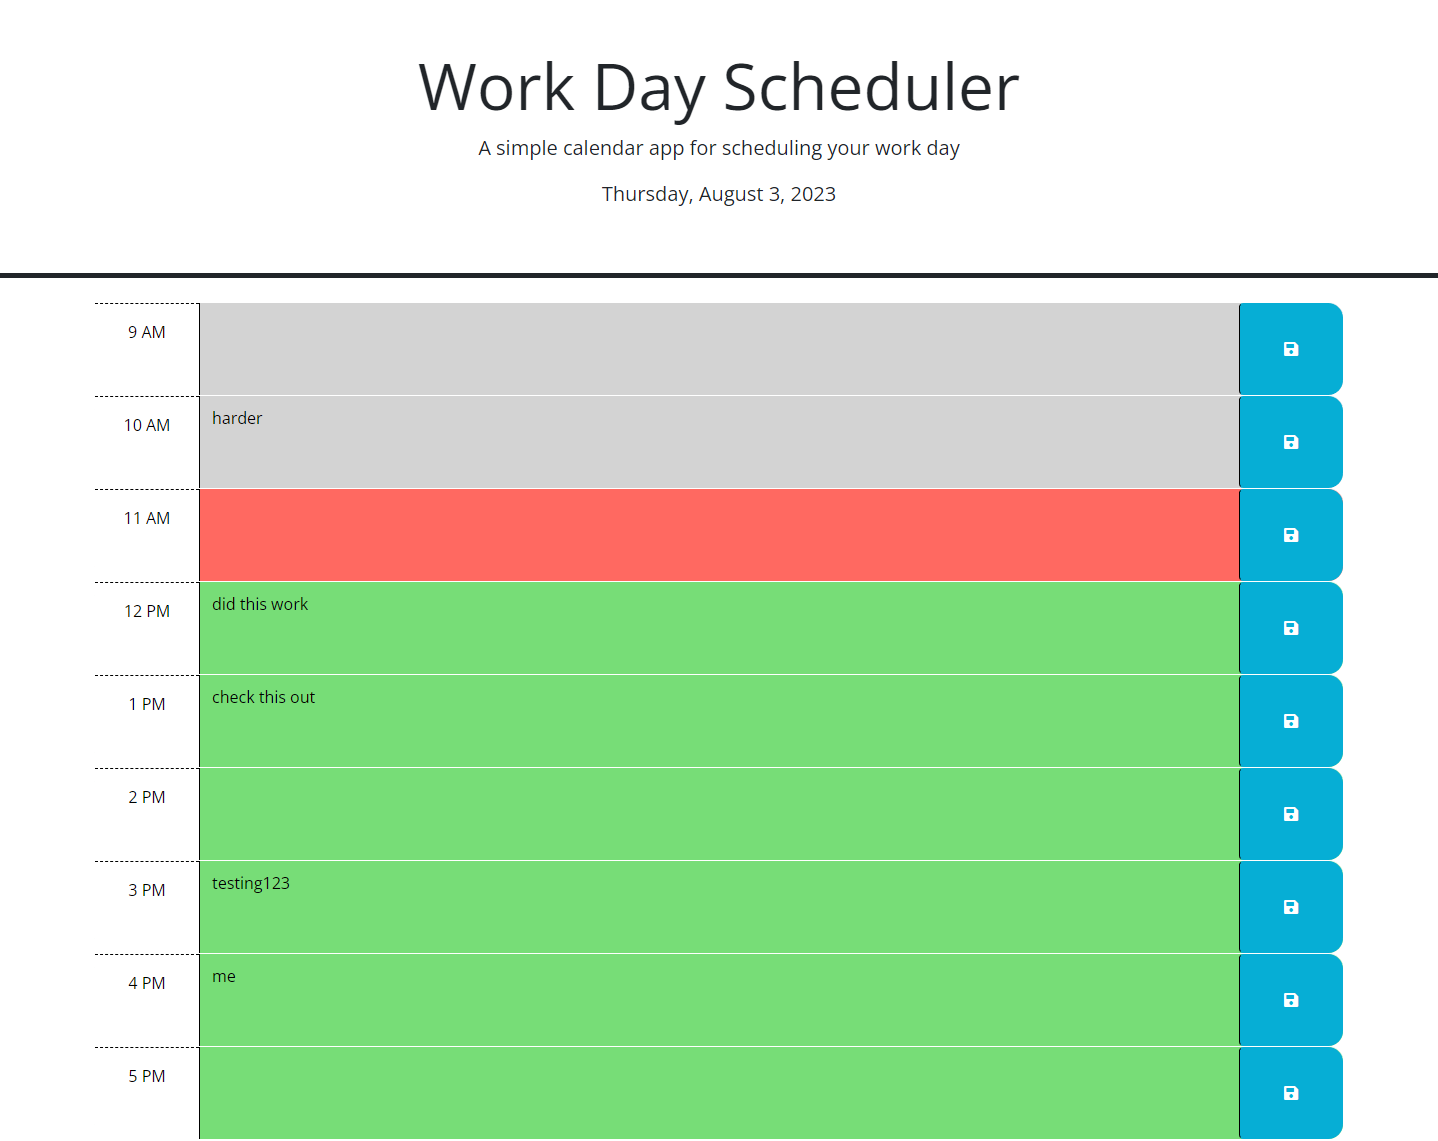 Work Day Scheduler
A simple calendar app for scheduling your work day
Thursday, August 3, 2023
9 AM
10 AM
harder
11 AM
12 PM
did this work
1 PM
check this out
2 PM
3 PM
testing123
4 PM
me
5 PM